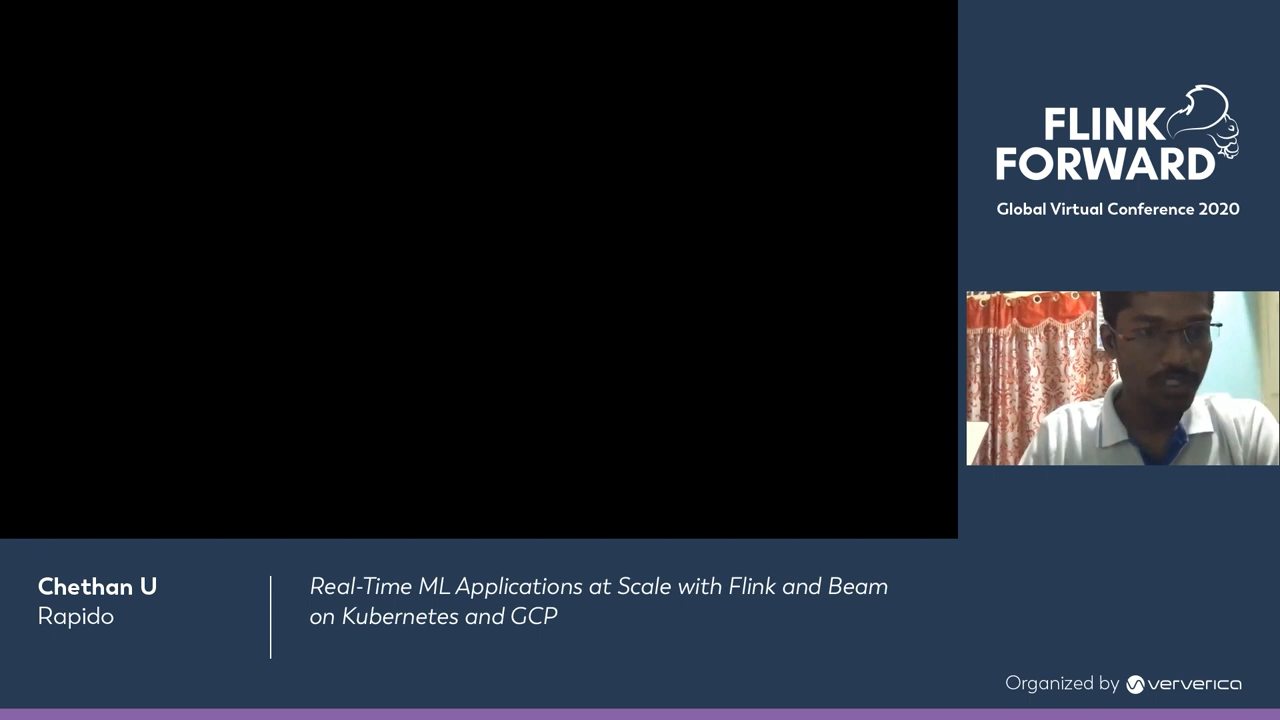 FLINK
FORWARD
Global Virtual Conference 2020
Chethan U
Rapido
Real-Time ML Applications at Scale with Flink and Beam
on Kubernetes and GCP
Organized by ververica